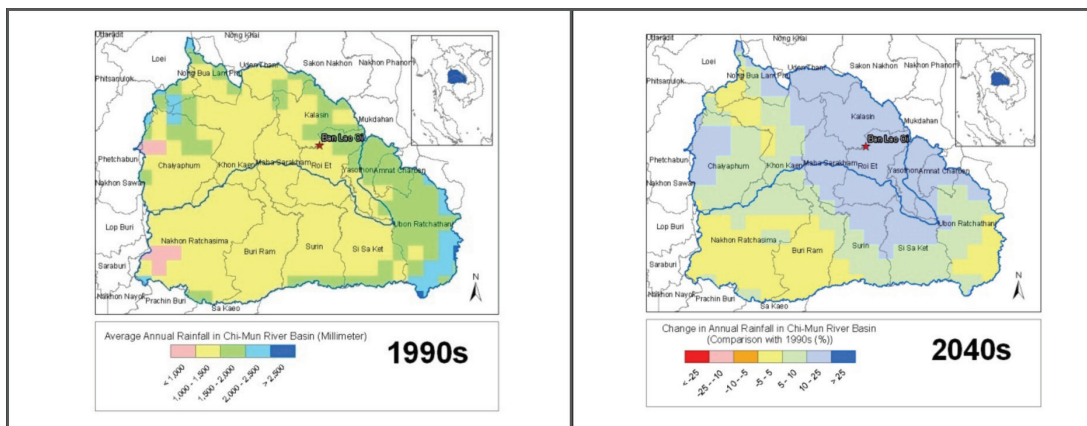 Uttaradit
Nong Khai
Loei
Udon Thani
Sakon Nakhon
Nakhon Phanom
Phitsanulok
Nong Bua Lam Phu
Kalasin
Mukdahan
Ban Lao Oi
Phetchabun
Chaiyaphum
Khon Kaen
Maha Sarakham
Roi Et
Yasothon
Amnat Charoen
Nakhon Sawan
Lop Buri
Ubon Ratchathani
Nakhon Ratchasima
Buri Ram
Surin
Si Sa Ket
Saraburi
Nakhon Nayok
Prachin Buri
Sa Kaeo
N
Average Annual Rainfall in Chi-Mun River Basin (Millimeter)
1990s
< 1,000
1,000 - 1,500
1,500 - 2,000
2,000 - 2,500
> 2,500
Uttaradit
Nong Khai
Loei
Udon Thani
Sakon Nakhon
Nakhon Phanom
Phitsanulok
Nong Bua Lam Phu
Kalasin
Mukdahan
Ban Lao Oi
Phetchabun
Chaiyaphum
Khon Kaen
Maha Sarakham
Roi Et
Yasothon
Amnat Charoen
Nakhon Sawan
Lop Buri
Ubon Ratchathani
Nakhon Ratchasima
Buri Ram
Surin
Si Sa Ket
Saraburi
Nakhon Nayok
Prachin Buri
Sa Kaeo
N
Change in Annual Rainfall in Chi-Mun River Basin
(Comparison with 1990s (%))
2040s
< -25
-25 - -10
-10 - -5
-5 - 5
5 - 10
10 - 25
> 25